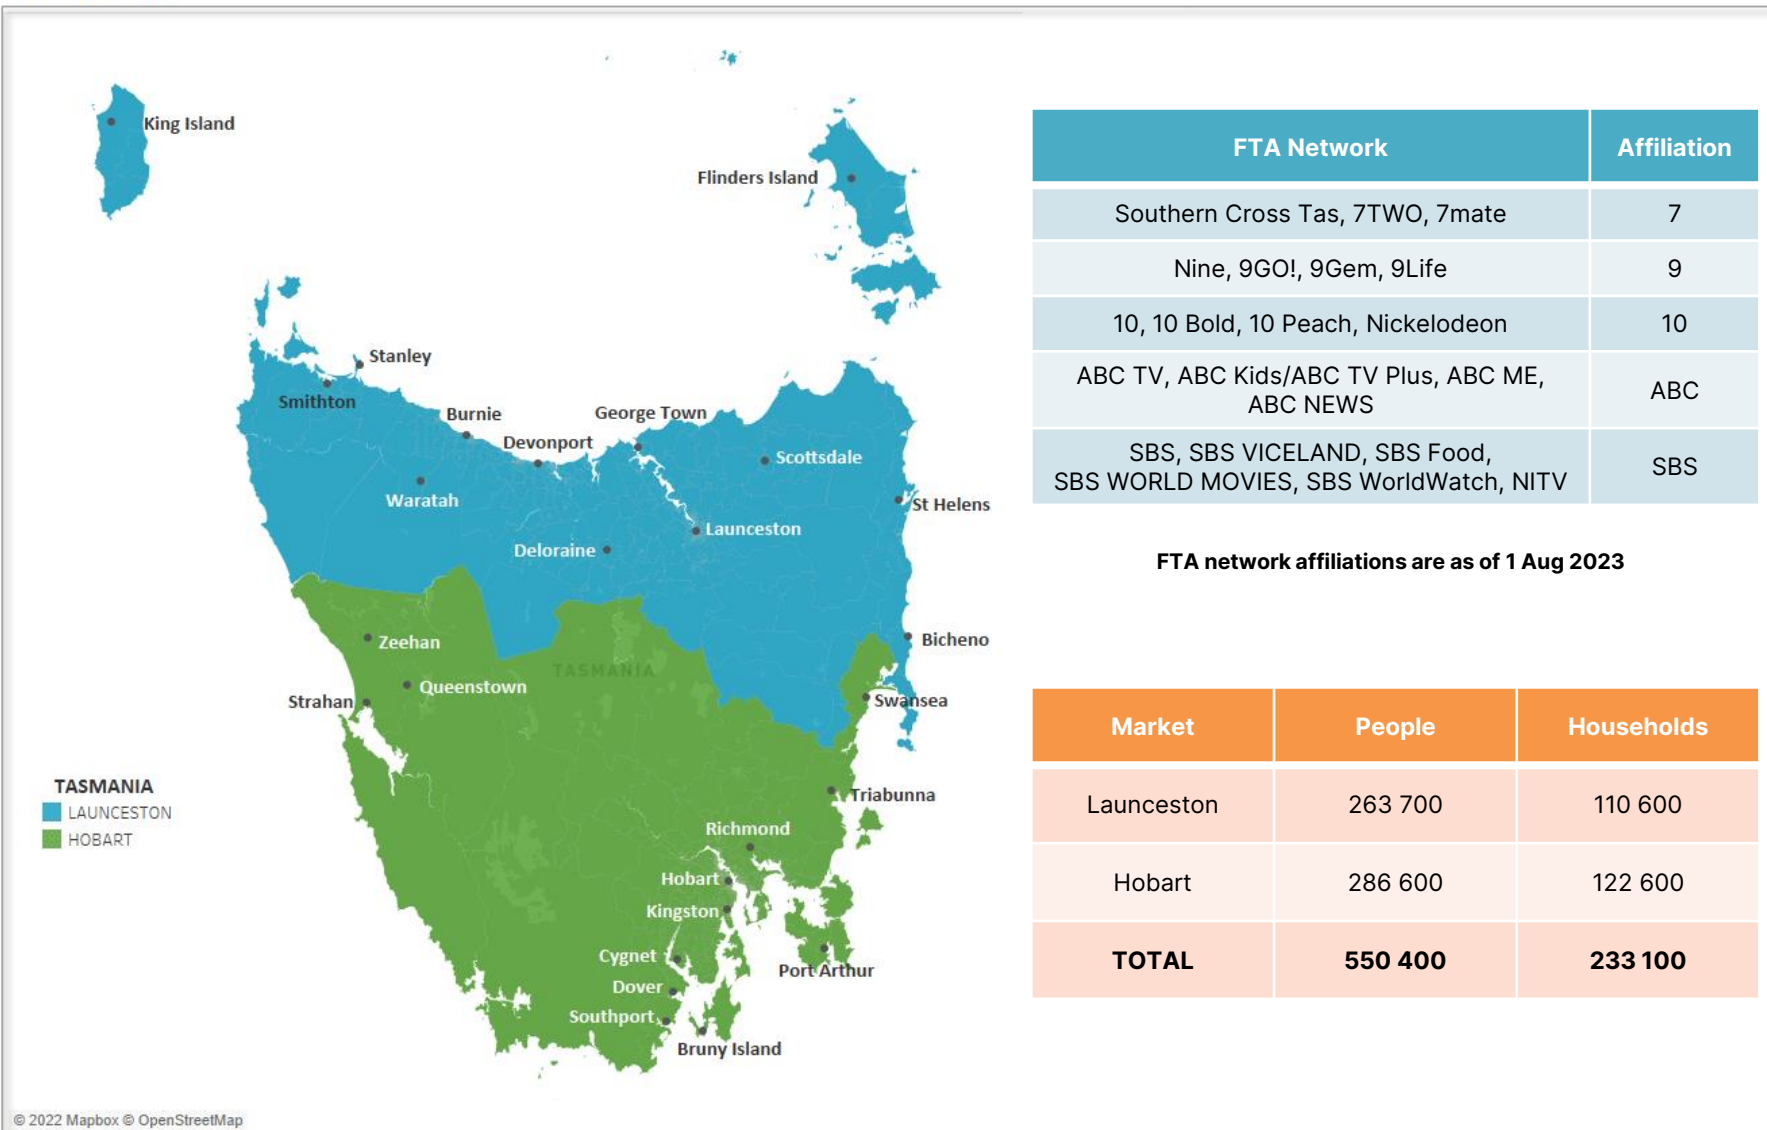 King Island
Flinders Island
Stanley
Smithton
Burnie
George Town
Devonport
Scottsdale
Waratah
St Helens
Launceston
Deloraine
Bicheno
Zeehan
TASMANIA
Queenstown
Strahan
Swansea
Triabunna
Richmond
Hobart
Kingston
Cygnet
Port Arthur
Dover
Southport
Bruny Island
TASMANIA
LAUNCESTON
HOBART
© 2022 Mapbox © OpenStreetMap
FTA Network Affiliation
Southern Cross Tas, 7TWO, 7mate 7
Nine, 9GO!, 9Gem, 9Life 9
10, 10 Bold, 10 Peach, Nickelodeon 10
ABC TV, ABC Kids/ABC TV Plus, ABC ME,
ABC NEWS
ABC
SBS, SBS VICELAND, SBS Food,
SBS WORLD MOVIES, SBS WorldWatch, NITV
SBS
FTA network affiliations are as of 1 Aug 2023
Market People Households
Launceston 263 700 110 600
Hobart 286 600 122 600
TOTAL 550 400 233 100